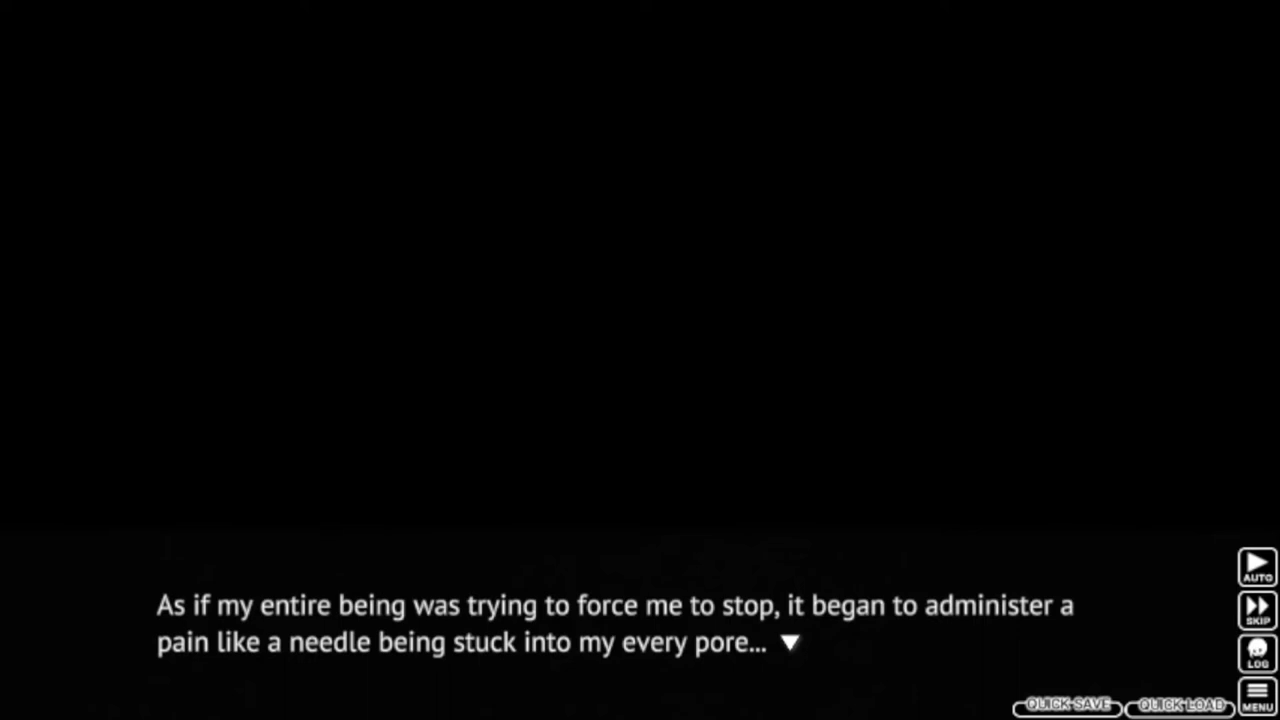 As if my entire being was trying to force me to stop, it began to administer a
pain like a needle being stuck into my every pore...
AUTO
SKIP
LOG
MENU
QUICK SAVE QUICK LOAD